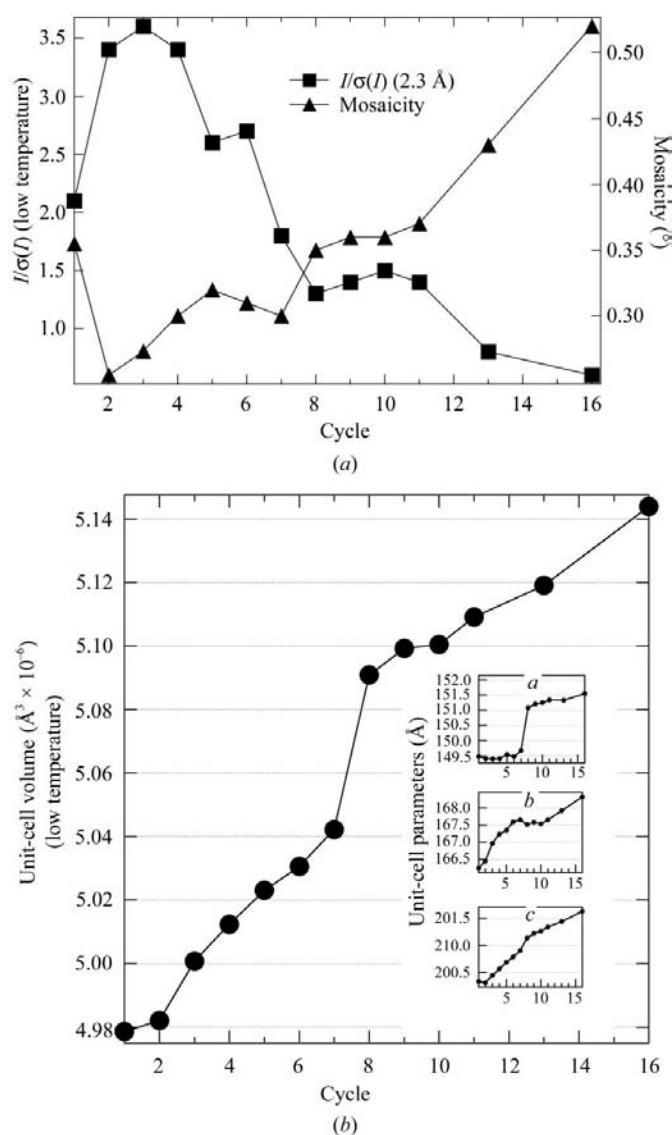 3.5
3.0
2.5
2.0
1.5
1.0
I/σ(I) (low temperature)
I/σ(I) (2.3 Å)
Mosaicity
0.50
0.45
0.40
0.35
0.30
Mosaicity (°)
2 4 6 8 10 12 14 16
Cycle
(a)
5.14
5.12
5.10
5.08
5.06
5.04
5.02
5.00
4.98
Unit-cell volume (Å³ × 10⁻⁶)
(low temperature)
Unit-cell parameters (Å)
a
152.0
151.5
151.0
150.0
149.5
5 10 15
b
168.0
167.5
166.5
5 10 15
c
201.5
210.0
200.5
5 10 15
2 4 6 8 10 12 14 16
Cycle
(b)